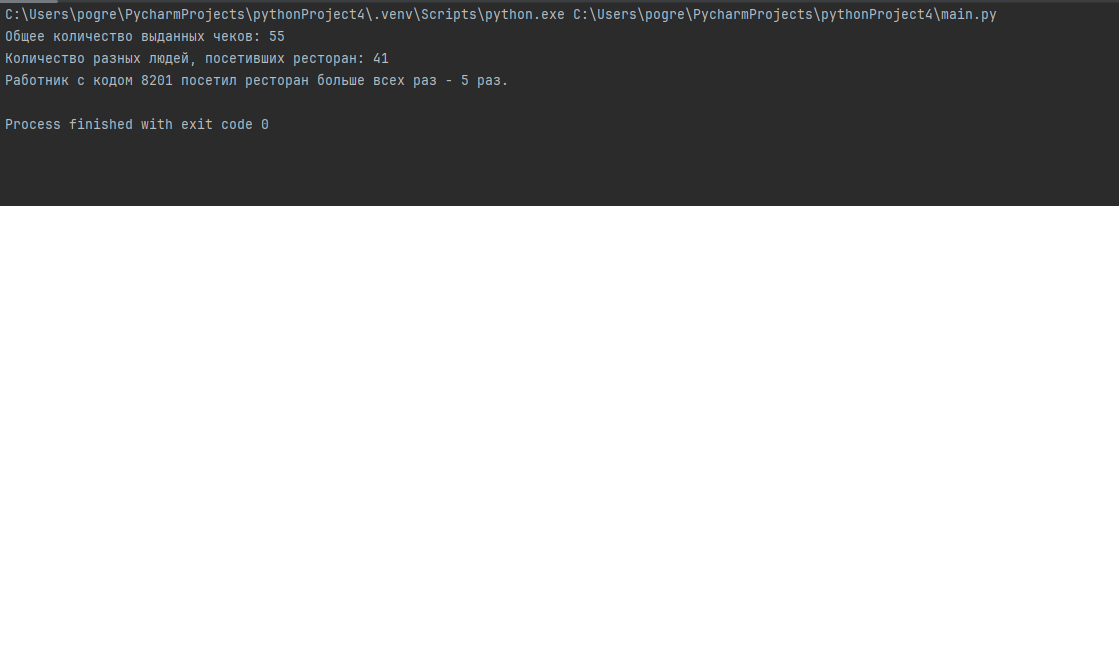 C:\Users\pogre\PycharmProjects\pythonProject4\.venv\Scripts\python.exe C:\Users\pogre\PycharmProjects\pythonProject4\main.py
Общее количество выданных чеков: 55
Количество разных людей, посетивших ресторан: 41
Работник с кодом 8201 посетил ресторан больше всех раз - 5 раз.
Process finished with exit code 0